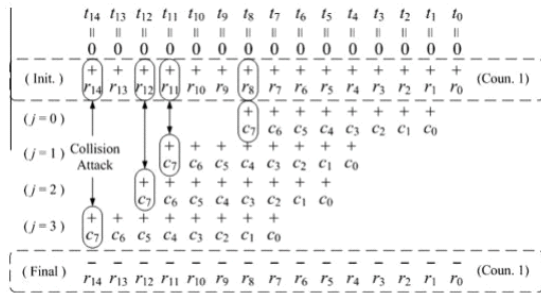 t14 t13 t12 t11 t10 t9 t8 t7 t6 t5 t4 t3 t2 t1 t0
= = = = = = = = = = = = = = =
0 0 0 0 0 0 0 0 0 0 0 0 0 0 0
+ + + + + + + + + + + + + + +
(Init.) r14 r13 r12 r11 r10 r9 r8 r7 r6 r5 r4 r3 r2 r1 r0 (Coun. 1)
+ + + + + + + +
(j=0) c7 c6 c5 c4 c3 c2 c1 c0
+ + + + + + + +
(j=1) Collision Attack c7 c6 c5 c4 c3 c2 c1 c0
+ + + + + + + +
(j=2) c7 c6 c5 c4 c3 c2 c1 c0
+ + + + + + + +
(j=3) c7 c6 c5 c4 c3 c2 c1 c0
− − − − − − − − − − − − − − −
(Final) r14 r13 r12 r11 r10 r9 r8 r7 r6 r5 r4 r3 r2 r1 r0 (Coun. 1)